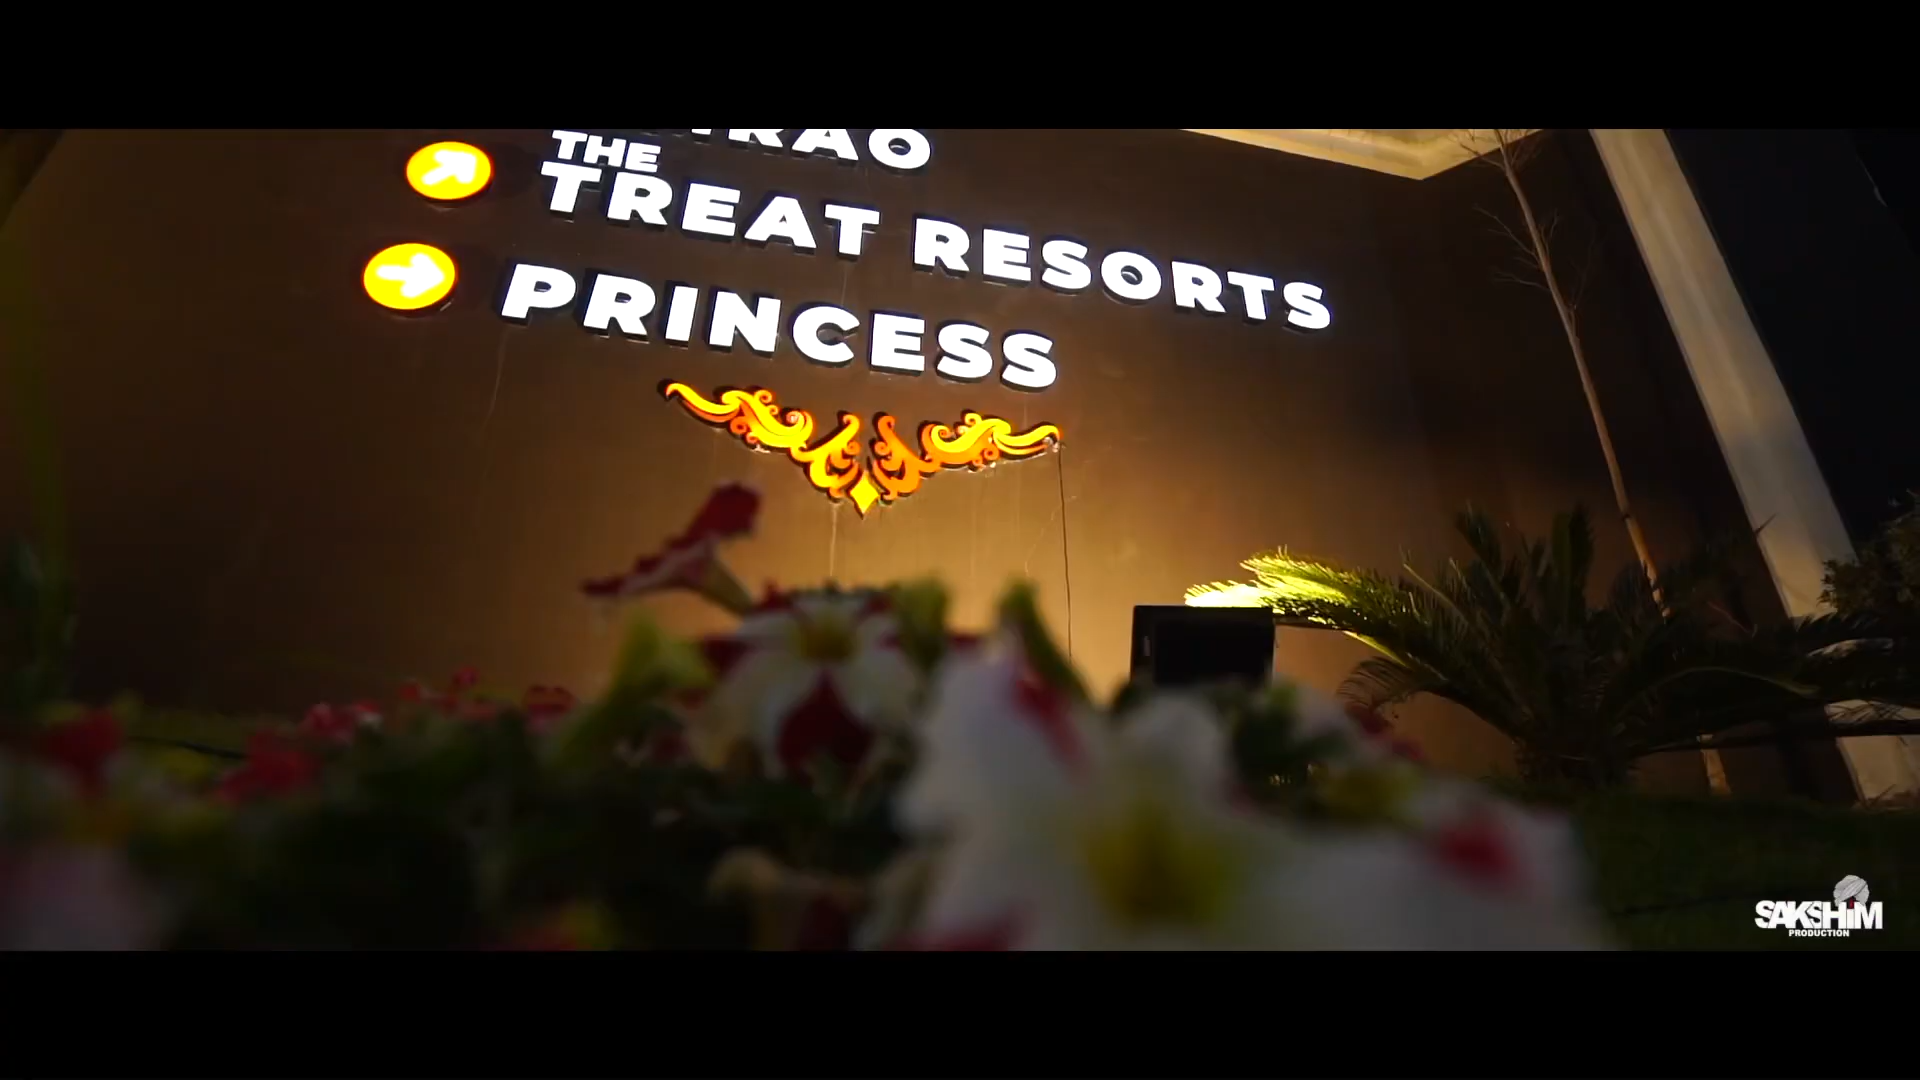 THE
TREAT RESORTS
PRINCESS
SAKSHIM
PRODUCTION